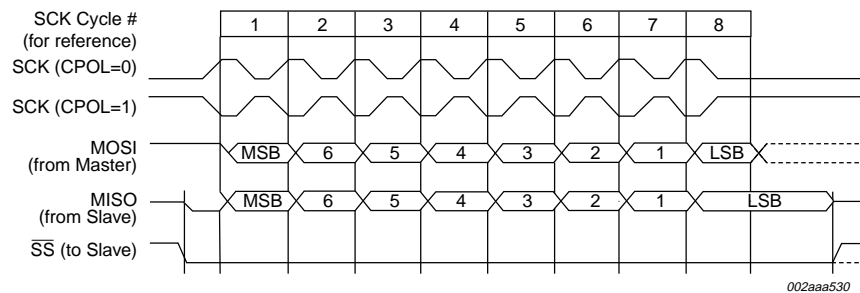 SCK Cycle # 1 2 3 4 5 6 7 8
(for reference)
SCK (CPOL=0)
SCK (CPOL=1)
MOSI MSB 6 5 4 3 2 1 LSB
(from Master)
MISO MSB 6 5 4 3 2 1 LSB
(from Slave)
SS (to Slave)
002aaa530